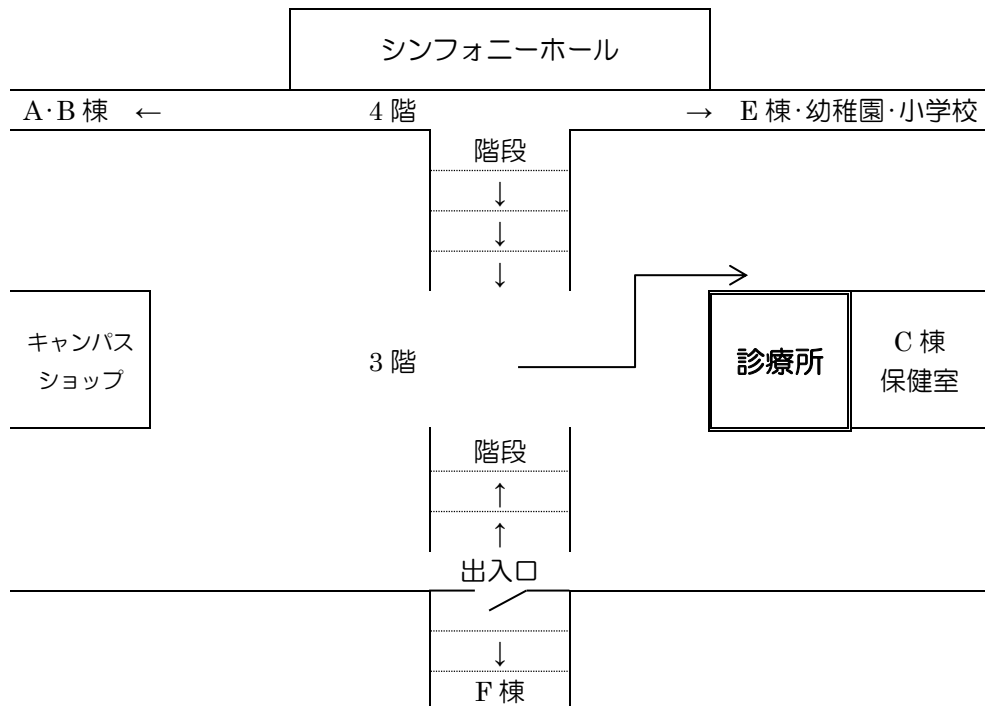 シンフォニーホール
A·B 棟 ← 4 階 → E 棟·幼稚園·小学校
階段
↓
↓
↓
キャンパス
ショップ
3 階
診療所
C 棟
保健室
階段
↑
↑
出入口
↓
F 棟